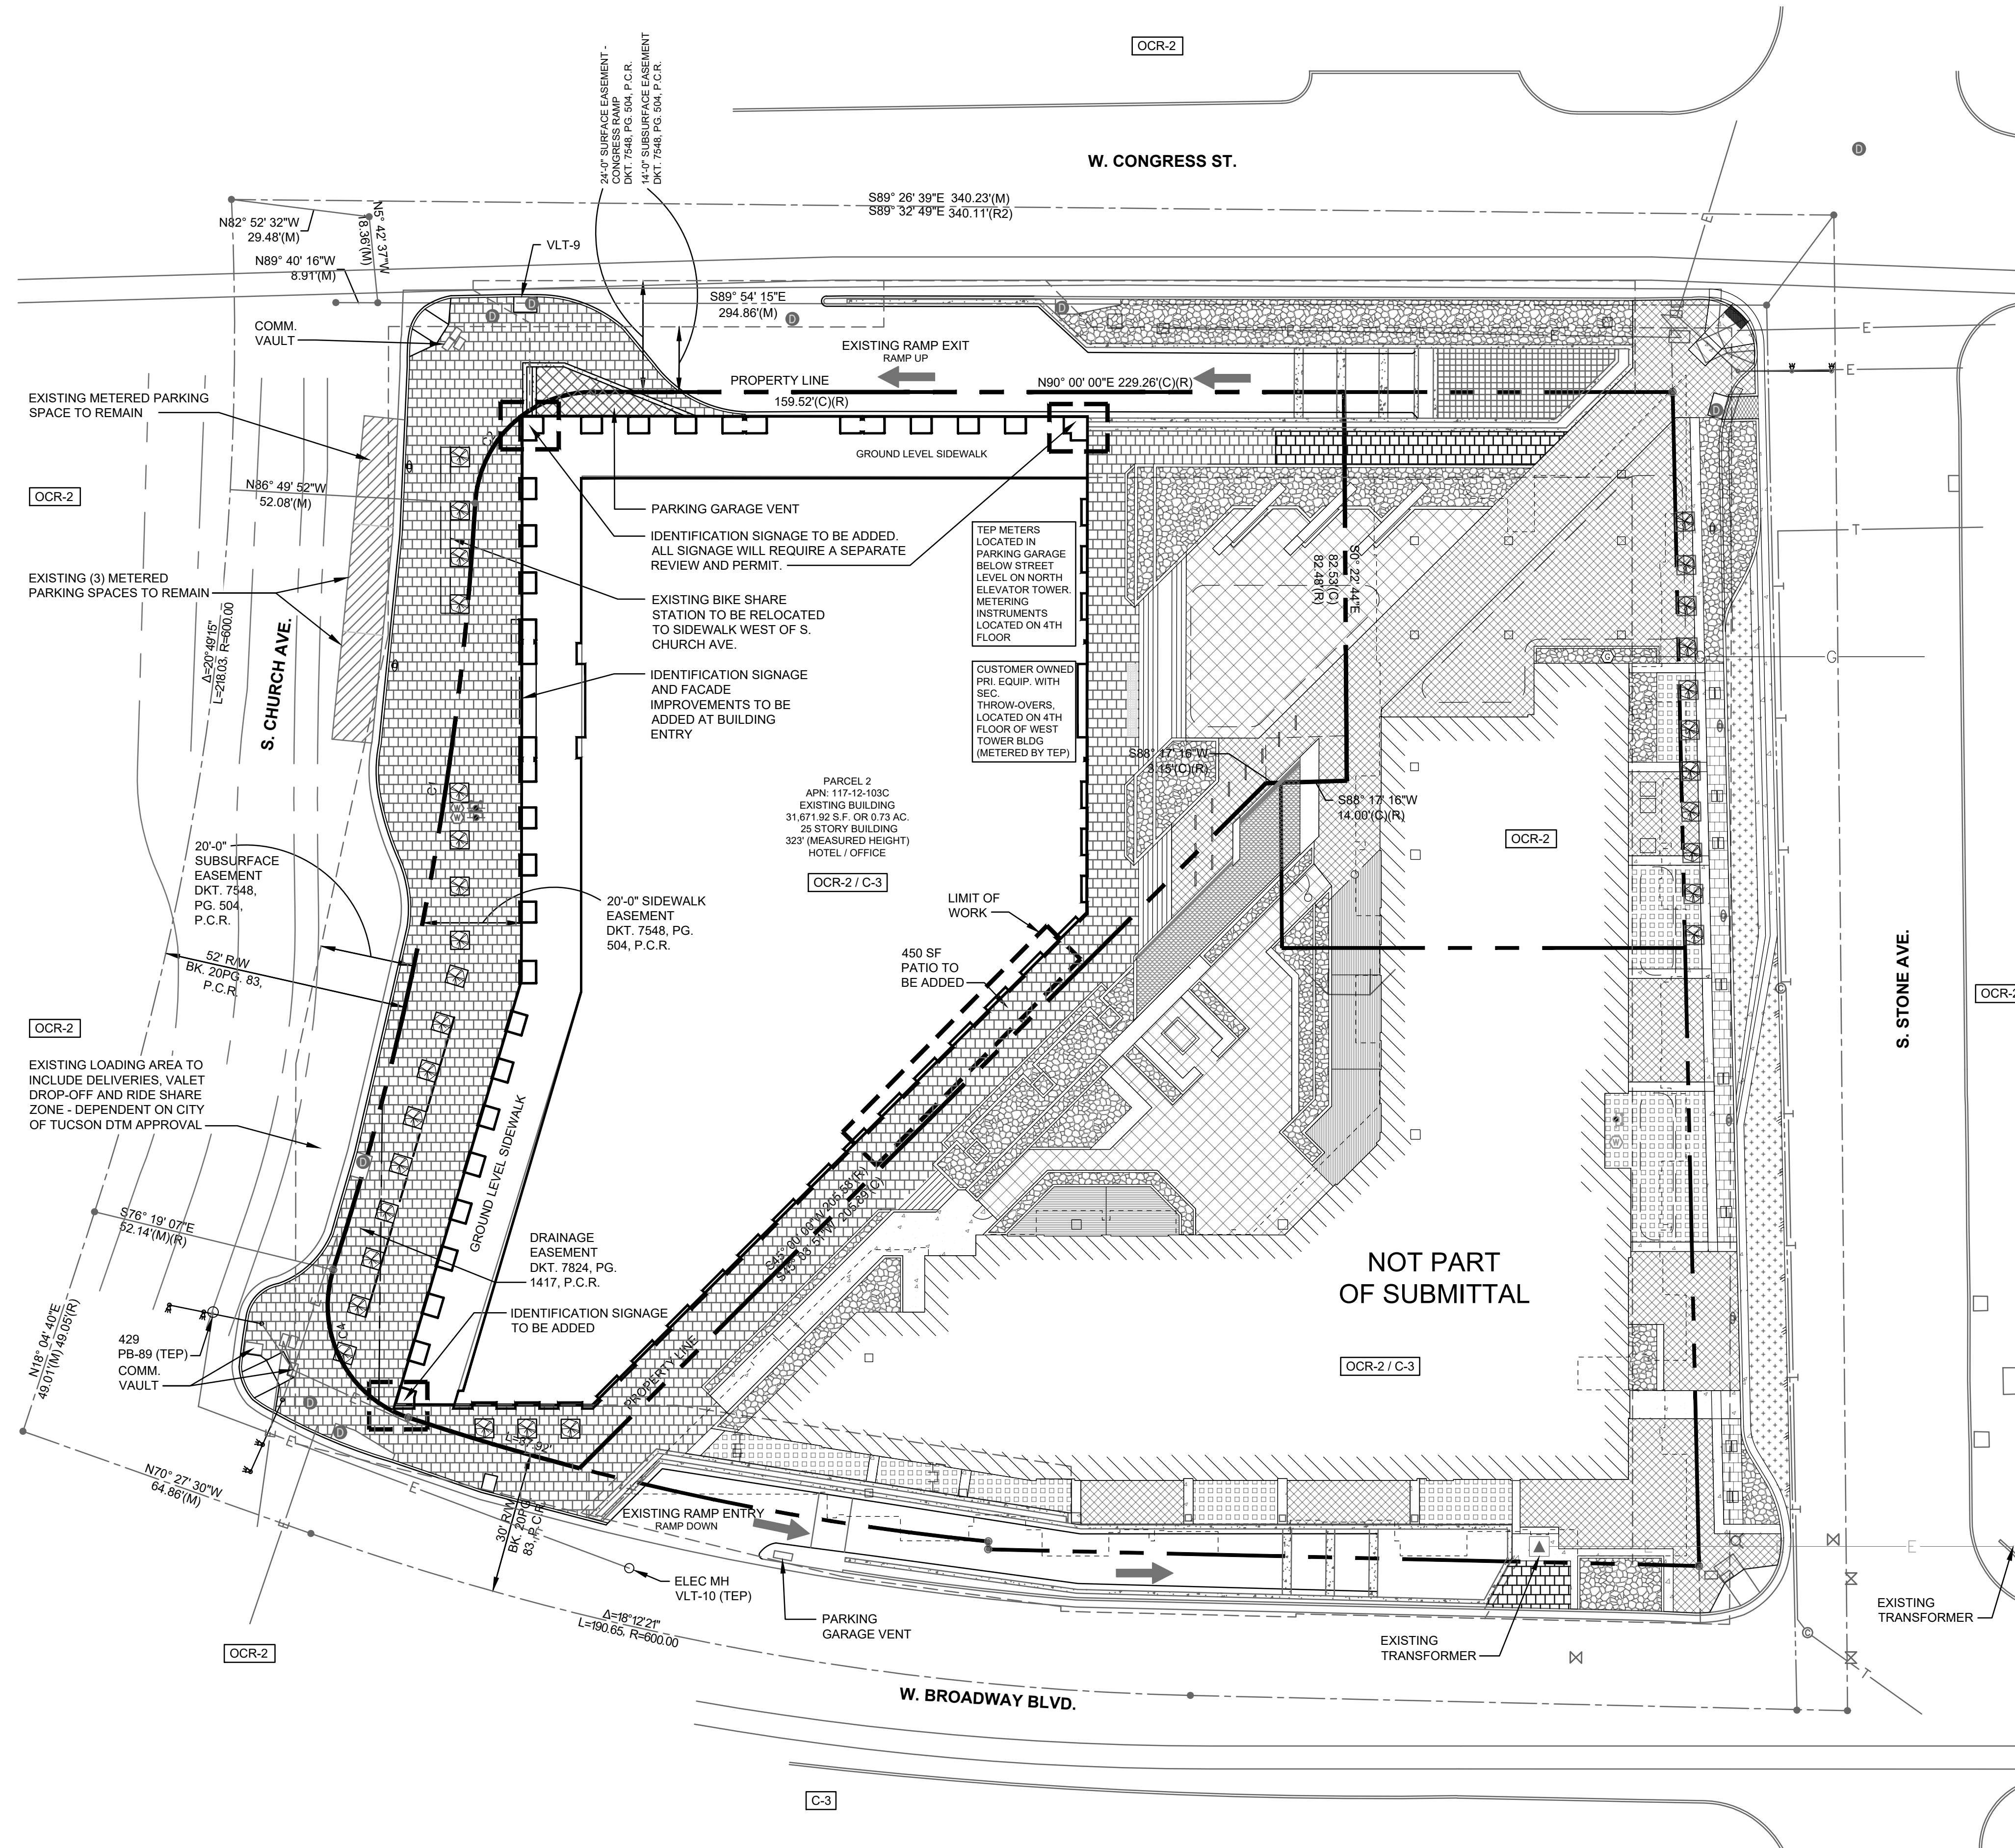 OCR-2
24'-0" SURFACE EASEMENT -
CONGRESS RAMP
DKT. 7548, PG. 504, P.C.R.
14'-0" SUBSURFACE EASEMENT
DKT. 7548, PG. 504, P.C.R.
D
W. CONGRESS ST.
S89° 26' 39"E 340.23'(M)
S89° 32' 49"E 340.11'(R2)
N82° 52' 32"W
29.48'(M)
N5° 42' 37"W
18.36'(M)
N89° 40' 16"W
8.91'(M)
VLT-9
S89° 54' 15"E
294.86'(M)
COMM.
VAULT
EXISTING RAMP EXIT
RAMP UP
PROPERTY LINE
159.52'(C)(R)
N90° 00' 00"E 229.26'(C)(R)
EXISTING METERED PARKING
SPACE TO REMAIN
GROUND LEVEL SIDEWALK
OCR-2
N86° 49' 52"W
52.08'(M)
PARKING GARAGE VENT
IDENTIFICATION SIGNAGE TO BE ADDED.
ALL SIGNAGE WILL REQUIRE A SEPARATE
REVIEW AND PERMIT.
TEP METERS
LOCATED IN
PARKING GARAGE
BELOW STREET
LEVEL ON NORTH
ELEVATOR TOWER.
METERING
INSTRUMENTS
LOCATED ON 4TH
FLOOR
S0° 22' 44"E
82.53'(C)
82.48'(R)
EXISTING (3) METERED
PARKING SPACES TO REMAIN
EXISTING BIKE SHARE
STATION TO BE RELOCATED
TO SIDEWALK WEST OF S.
CHURCH AVE.
Δ=20°49'15"
L=218.03, R=600.00
S. CHURCH AVE.
IDENTIFICATION SIGNAGE
AND FACADE
IMPROVEMENTS TO BE
ADDED AT BUILDING
ENTRY
CUSTOMER OWNED
PRI. EQUIP. WITH
SEC.
THROW-OVERS,
LOCATED ON 4TH
FLOOR OF WEST
TOWER BLDG
(METERED BY TEP)
S88° 17' 16"W
3.15'(C)(R)
S88° 17' 16"W
14.00'(C)(R)
PARCEL 2
APN: 117-12-103C
EXISTING BUILDING
31,671.92 S.F. OR 0.73 AC.
25 STORY BUILDING
323' (MEASURED HEIGHT)
HOTEL / OFFICE
OCR-2 / C-3
OCR-2
20'-0"
SUBSURFACE
EASEMENT
DKT. 7548,
PG. 504,
P.C.R.
20'-0" SIDEWALK
EASEMENT
DKT. 7548, PG.
504, P.C.R.
LIMIT OF
WORK
450 SF
PATIO TO
BE ADDED
52' R/W
BK. 20PG. 83,
P.C.R.
S. STONE AVE.
OCR-2
OCR-2
EXISTING LOADING AREA TO
INCLUDE DELIVERIES, VALET
DROP-OFF AND RIDE SHARE
ZONE - DEPENDENT ON CITY
OF TUCSON DTM APPROVAL
GROUND LEVEL SIDEWALK
S76° 19' 07"E
52.14'(M)(R)
DRAINAGE
EASEMENT
DKT. 7824, PG.
1417, P.C.R.
S45° 00' 00"W 205.58'(R)
S45° 03' 51"W 205.89'(C)
NOT PART
OF SUBMITTAL
IDENTIFICATION SIGNAGE
TO BE ADDED
N18° 04' 40"E
49.01'(M) 49.05'(R)
429
PB-89 (TEP)
COMM.
VAULT
PROPERTY LINE
OCR-2 / C-3
N70° 27' 30"W
64.86'(M)
30' R/W
BK. 20PG.
83, P.C.R.
EXISTING RAMP ENTRY
RAMP DOWN
ELEC MH
VLT-10 (TEP)
PARKING
GARAGE VENT
Δ=18°12'21"
L=190.65, R=600.00
EXISTING
TRANSFORMER
EXISTING
TRANSFORMER
OCR-2
W. BROADWAY BLVD.
C-3